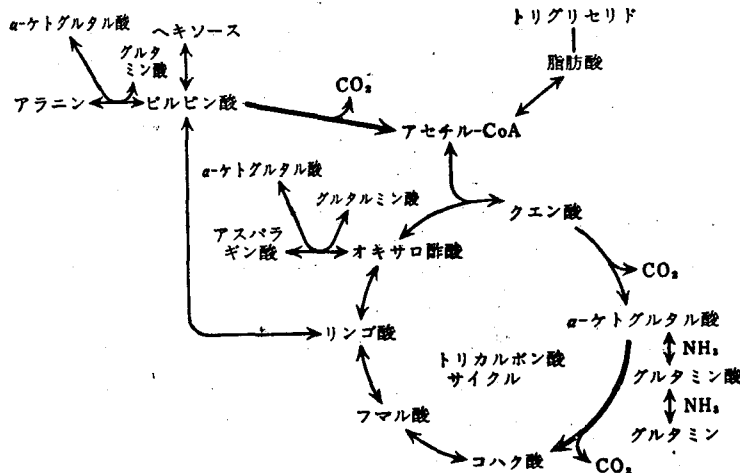 α-ケトグルタル酸
ヘキソース
グルタ
ミン酸
アラニン
ピルビン酸
CO₂
トリグリセリド
脂肪酸
アセチル-CoA
α-ケトグルタル酸
グルタルミン酸
アスパラ
ギン酸
オキサロ酢酸
クエン酸
CO₂
α-ケトグルタル酸
NH₃
グルタミン酸
NH₃
グルタミン
リンゴ酸
トリカルボン酸
サイクル
フマル酸
コハク酸
CO₂